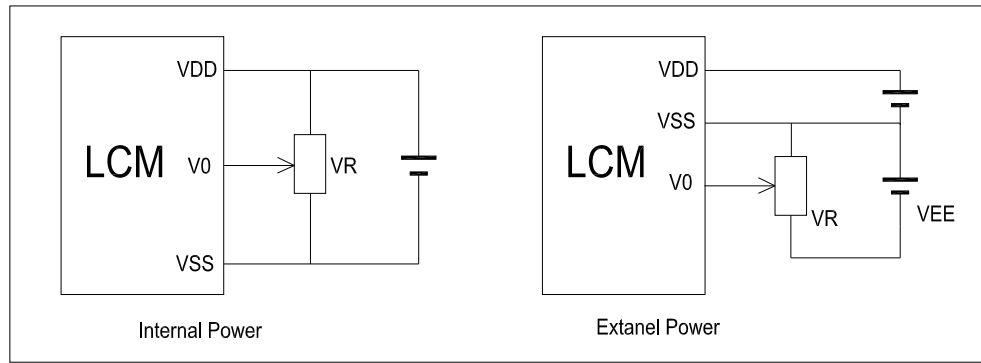 VDD
LCM
V0
VR
VSS
Internal Power
VDD
VSS
LCM
V0
VR
VEE
Extanel Power